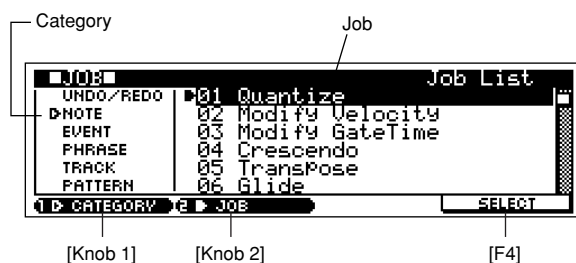 Category
Job
■JOB■ Job List
UNDO/REDO 01 Quantize
NOTE 02 Modify Velocity
EVENT 03 Modify GateTime
PHRASE 04 Crescendo
TRACK 05 Transpose
PATTERN 06 Glide
1 CATEGORY 2 JOB SELECT
[Knob 1] [Knob 2] [F4]